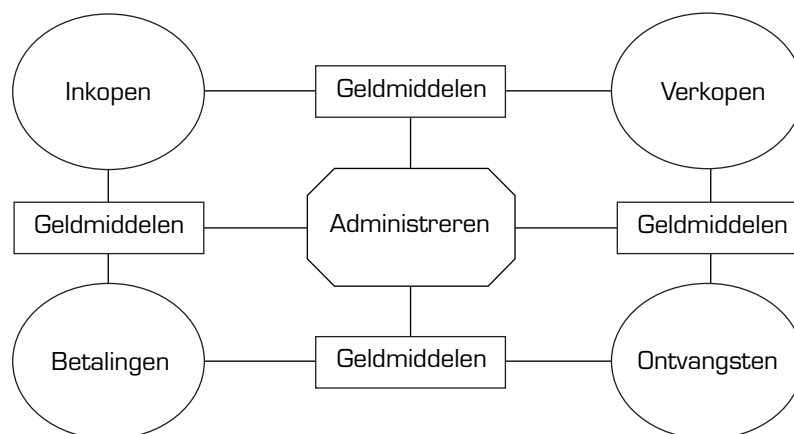 Inkopen
Geldmiddelen
Verkopen
Geldmiddelen
Administreren
Geldmiddelen
Betalingen
Geldmiddelen
Ontvangsten